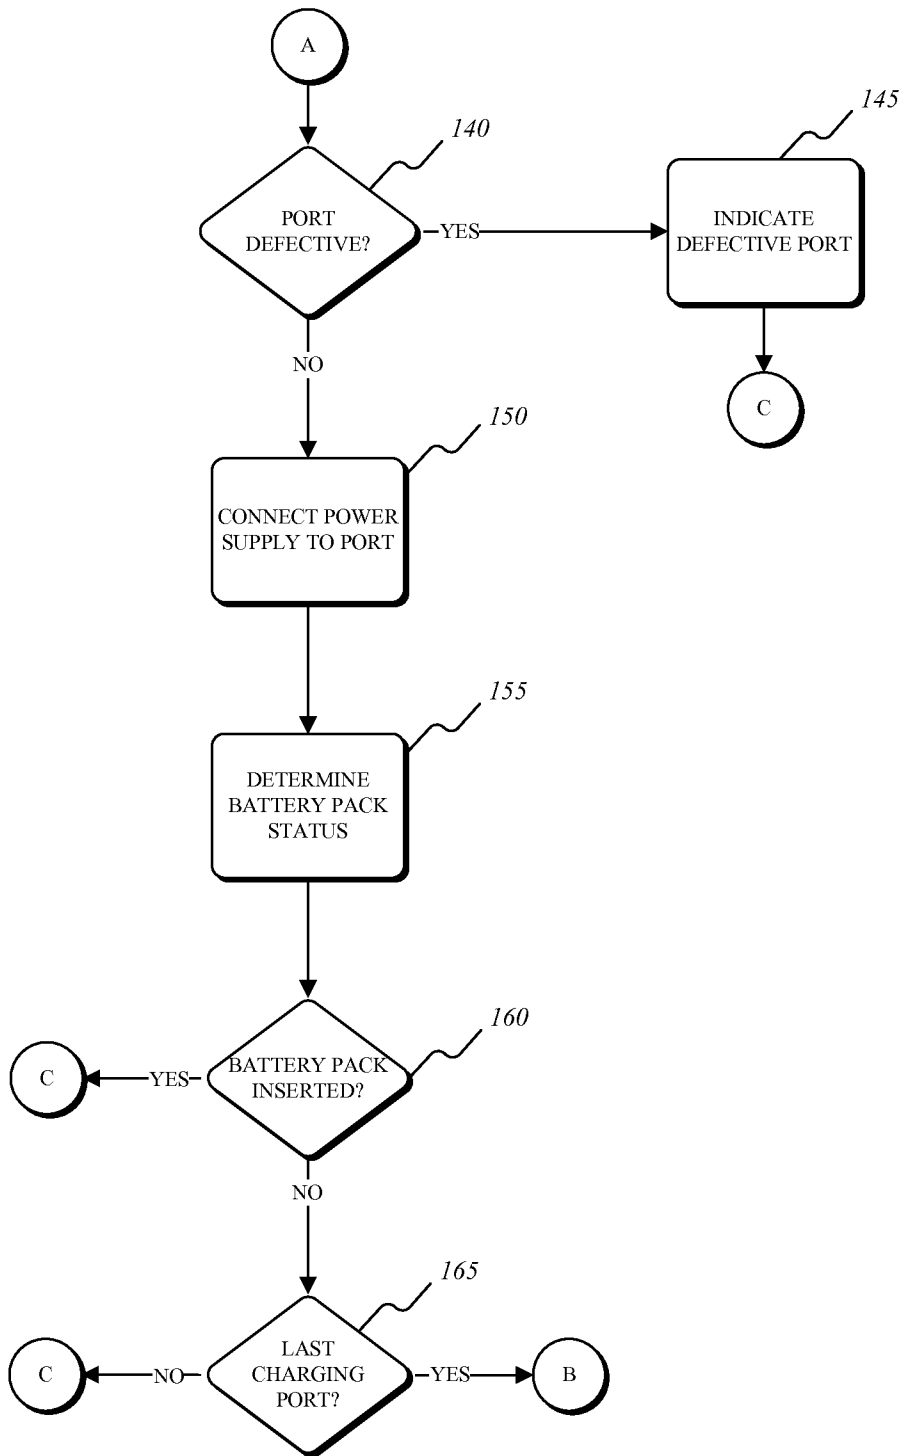 A
140
PORT
DEFECTIVE?
YES
145
INDICATE
DEFECTIVE PORT
C
NO
150
CONNECT POWER
SUPPLY TO PORT
155
DETERMINE
BATTERY PACK
STATUS
160
BATTERY PACK
INSERTED?
YES
C
NO
165
LAST
CHARGING
PORT?
NO
C
YES
B